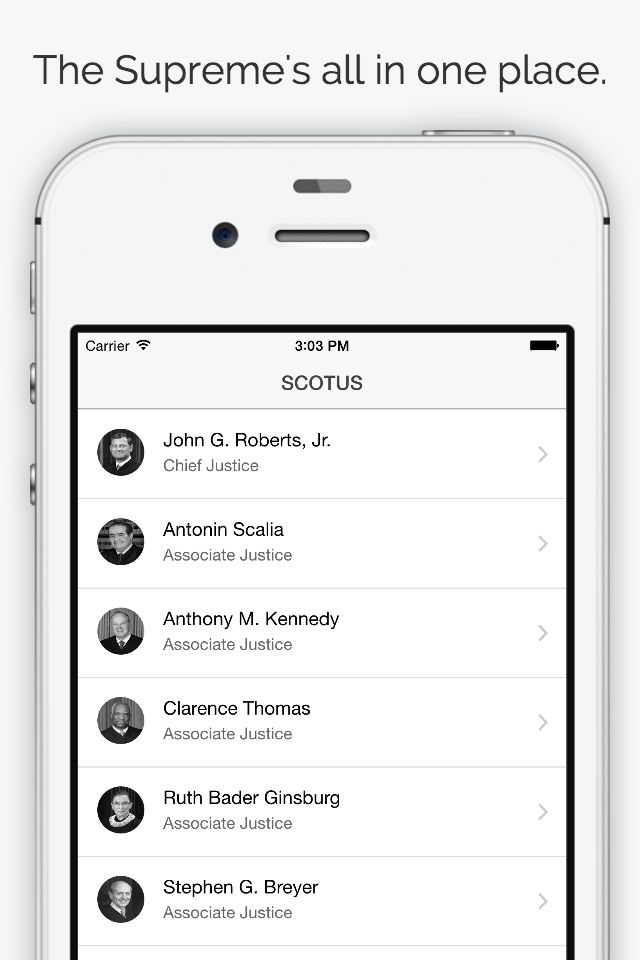 The Supreme's all in one place.
Carrier 3:03 PM
SCOTUS
John G. Roberts, Jr.
Chief Justice
Antonin Scalia
Associate Justice
Anthony M. Kennedy
Associate Justice
Clarence Thomas
Associate Justice
Ruth Bader Ginsburg
Associate Justice
Stephen G. Breyer
Associate Justice